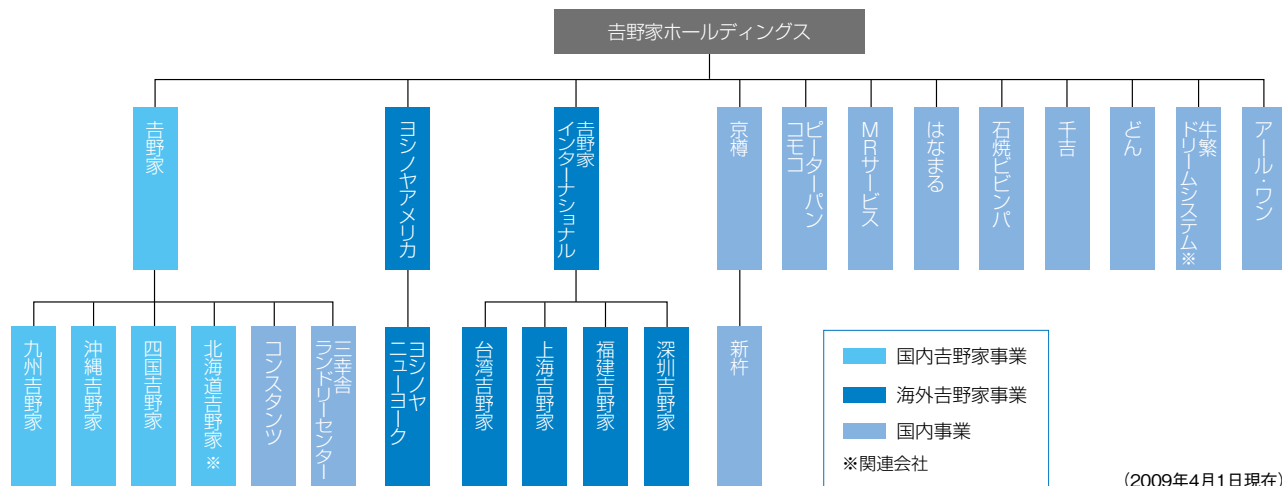 吉野家ホールディングス
吉野家
ヨシノヤアメリカ
吉野家
インターナショナル
京樽
ピーターパン
コモコ
MRサービス
はなまる
石焼ビビンパ
千吉
どん
牛繁
ドリームシステム※
アール・ワン
九州吉野家
沖縄吉野家
四国吉野家
北海道吉野家※
コンスタンツ
三幸舎
ランドリーセンター
ヨシノヤ
ニューヨーク
台湾吉野家
上海吉野家
福建吉野家
深圳吉野家
新杵
国内吉野家事業
海外吉野家事業
国内事業
※関連会社
（2009年4月1日現在）